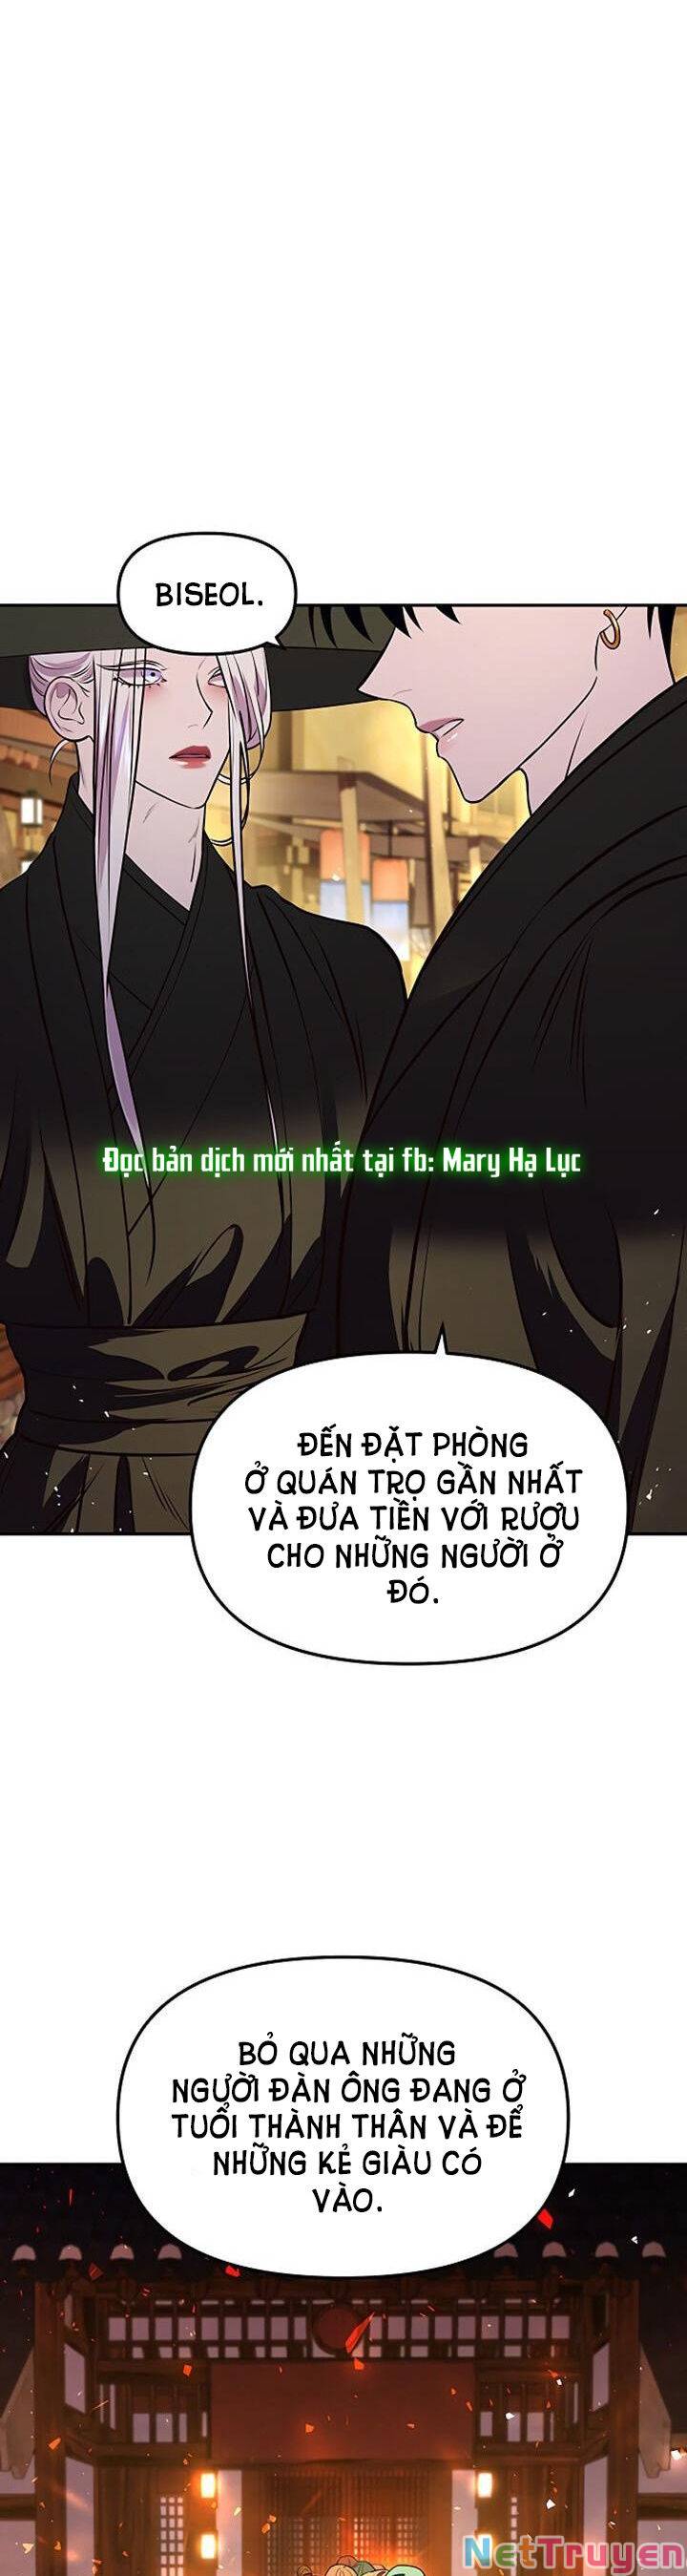 BISEOL.
Đọc bản dịch mới nhất tại fb: Mary Hạ Lục
ĐẾN ĐẶT PHÒNG
Ở QUÁN TRỌ GẦN NHẤT
VÀ ĐƯA TIỀN VỚI RƯỢU
CHO NHỮNG NGƯỜI Ở
ĐÓ.
BỎ QUA NHỮNG
NGƯỜI ĐÀN ÔNG ĐANG Ở
TUỔI THÀNH THÂN VÀ ĐỂ
NHỮNG KẺ GIÀU CÓ
VÀO.
NetTruyen